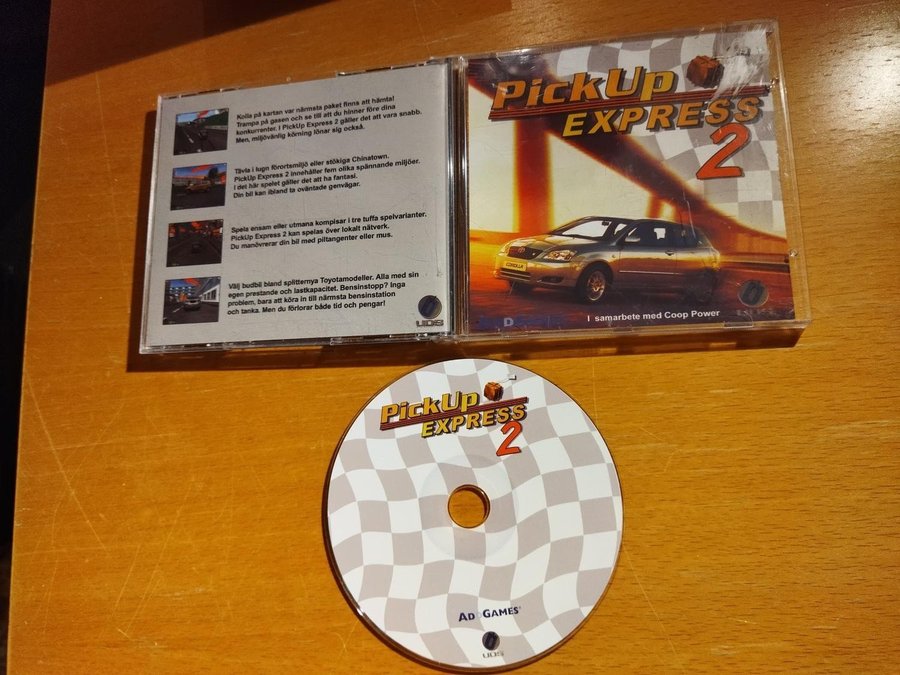 Kolla på kartan var närmsta paket finns att hämta!
Trampa på gasen och se till att du hinner före dina
konkurrenter. I PickUp Express 2 gäller det att vara snabb.
Men, miljövänlig körning lönar sig också.
Tävla i lugn förortsmiljö eller stökiga Chinatown.
PickUp Express 2 innehåller fem olika spännande miljöer.
I det här spelet gäller det att ha fantasi.
Din bil kan ibland ta oväntade genvägar.
Spela ensam eller utmana kompisar i tre tuffa spelvarianter.
PickUp Express 2 kan spelas över lokalt nätverk.
Du manövrerar din bil med piltangenter eller mus.
Välj budbil bland splitternya Toyotamodeller. Alla med sin
egen prestande och lastkapacitet. Bensinstopp? Inga
problem, bara att köra in till närmsta bensinstation
och tanka. Men du förlorar både tid och pengar!
UDS
PickUp
EXPRESS
2
COROLLA
I samarbete med Coop Power
PickUp
EXPRESS
2
AD GAMES
UDS